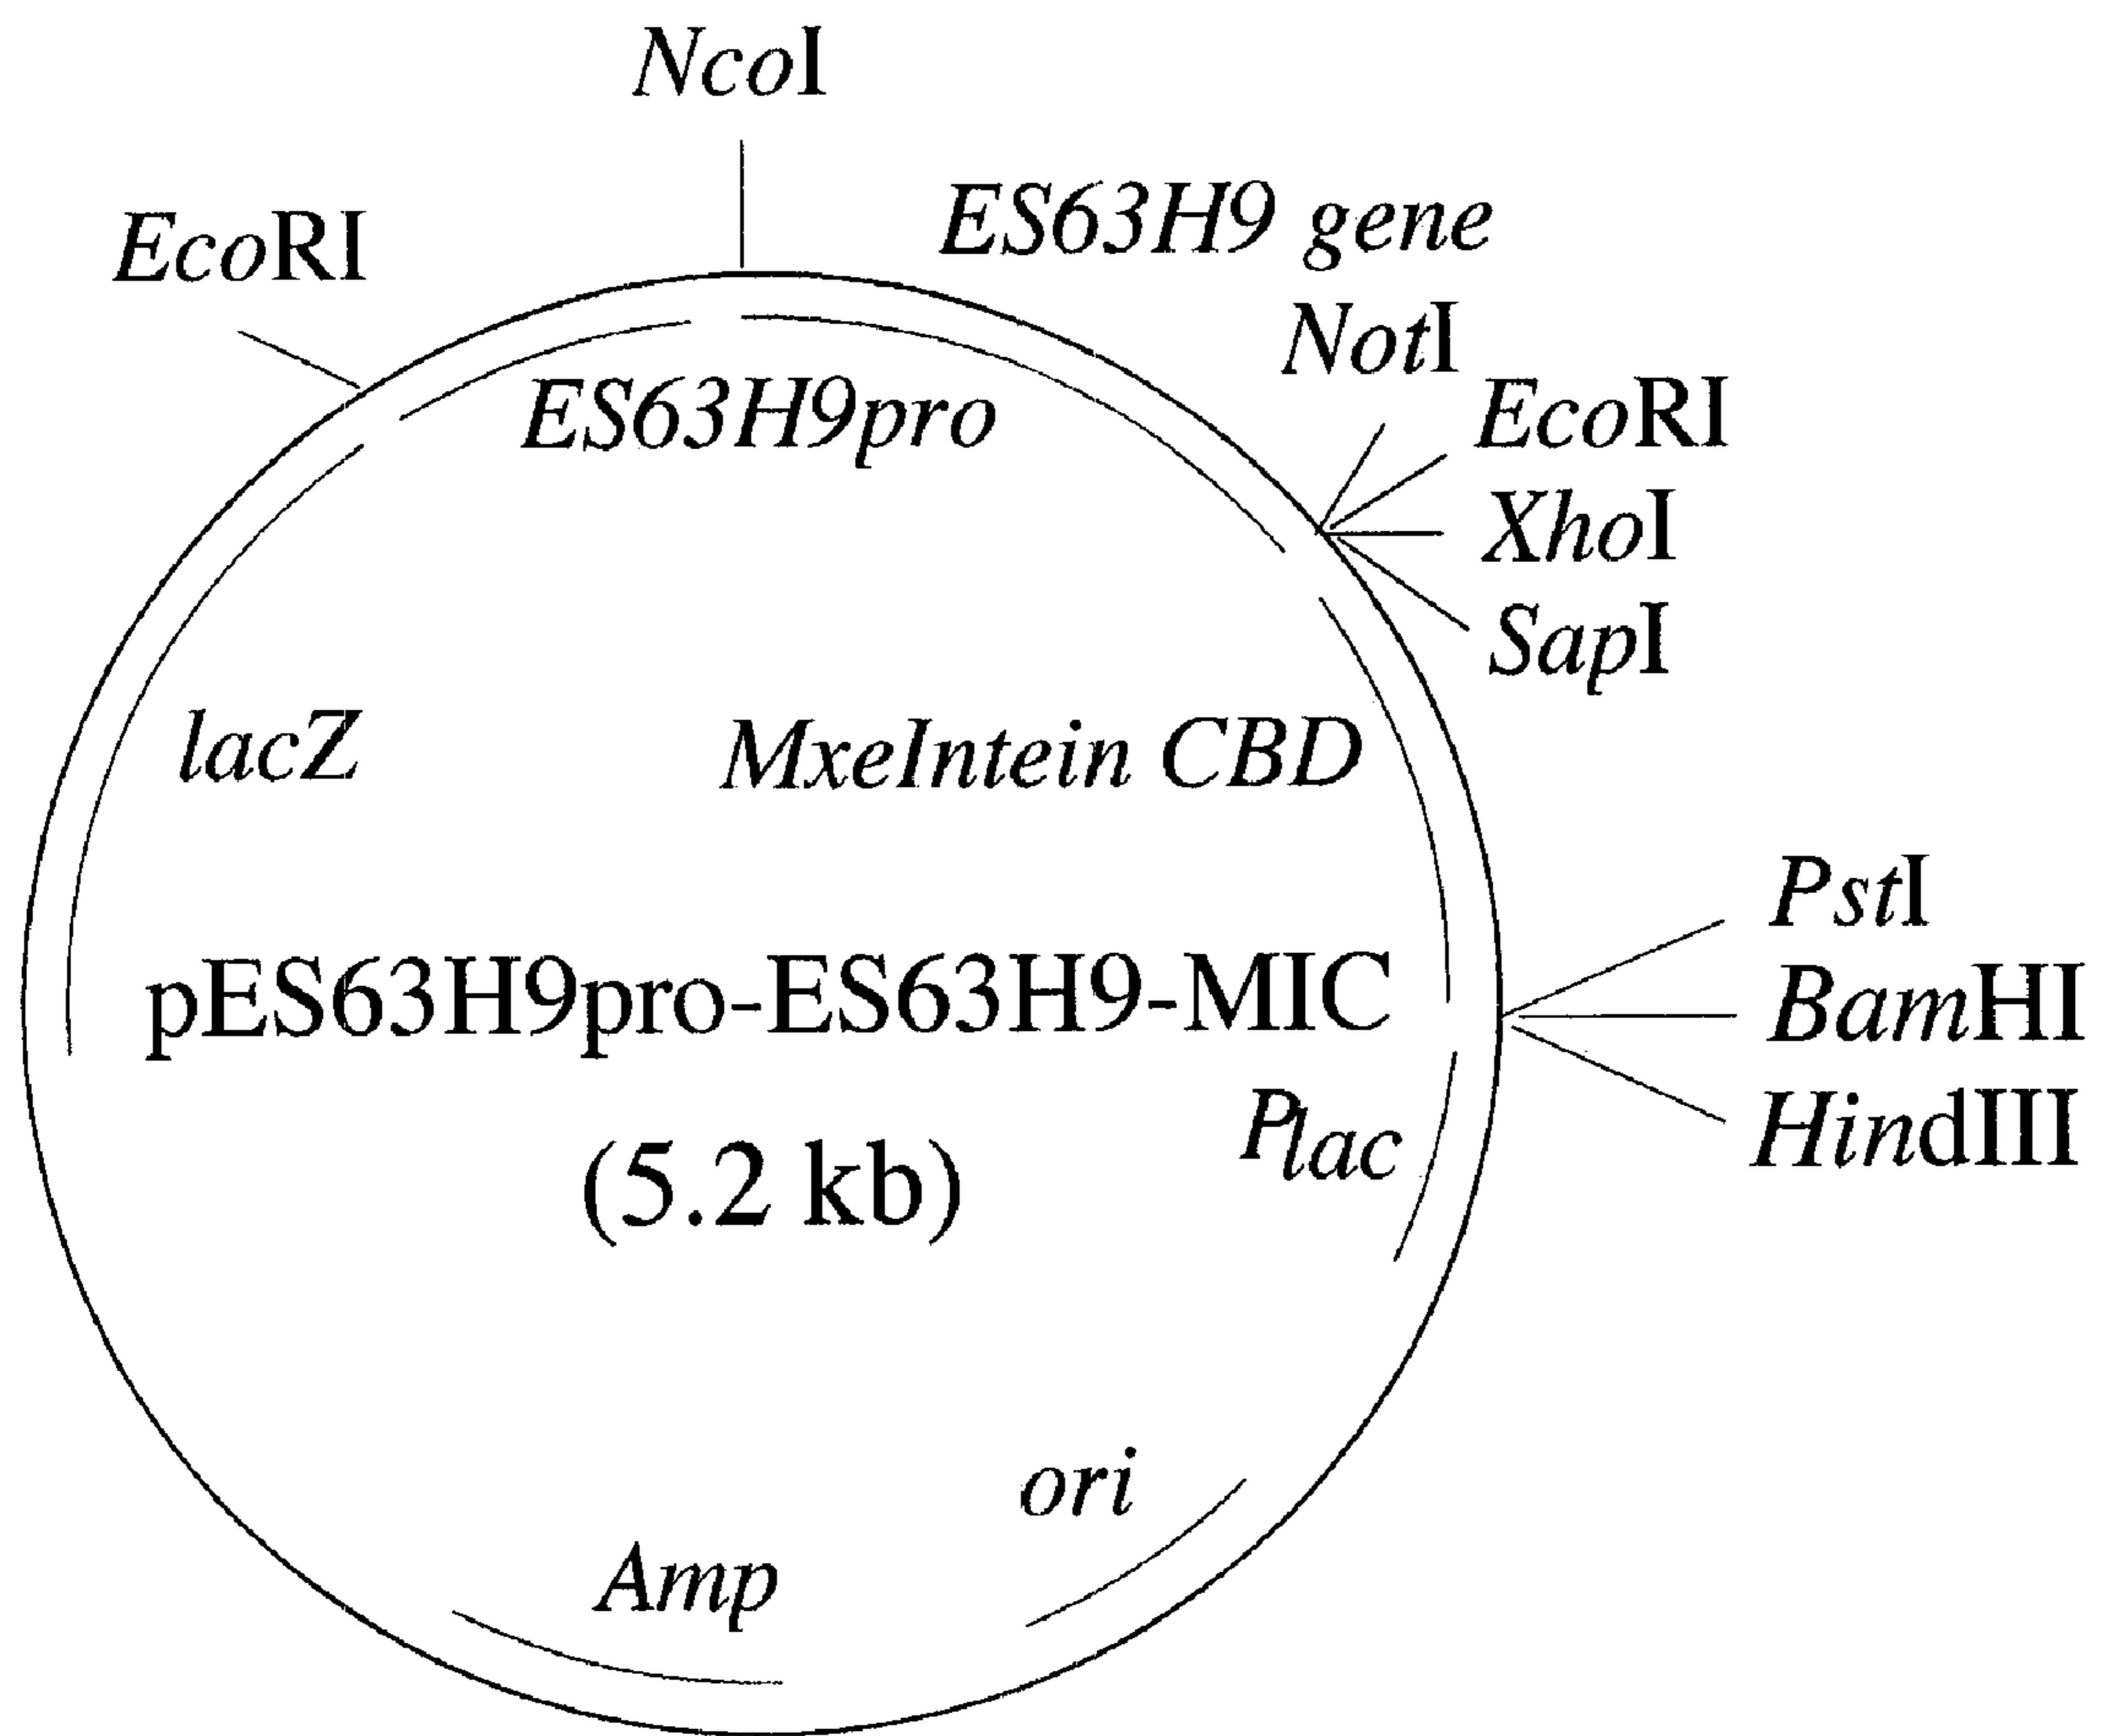 NcoI
ES63H9 gene
EcoRI
NotI
EcoRI
ES63H9pro
XhoI
SapI
lacZ
MxeIntein CBD
PstI
pES63H9pro-ES63H9-MIC
BamHI
Plac
HindIII
(5.2 kb)
ori
Amp